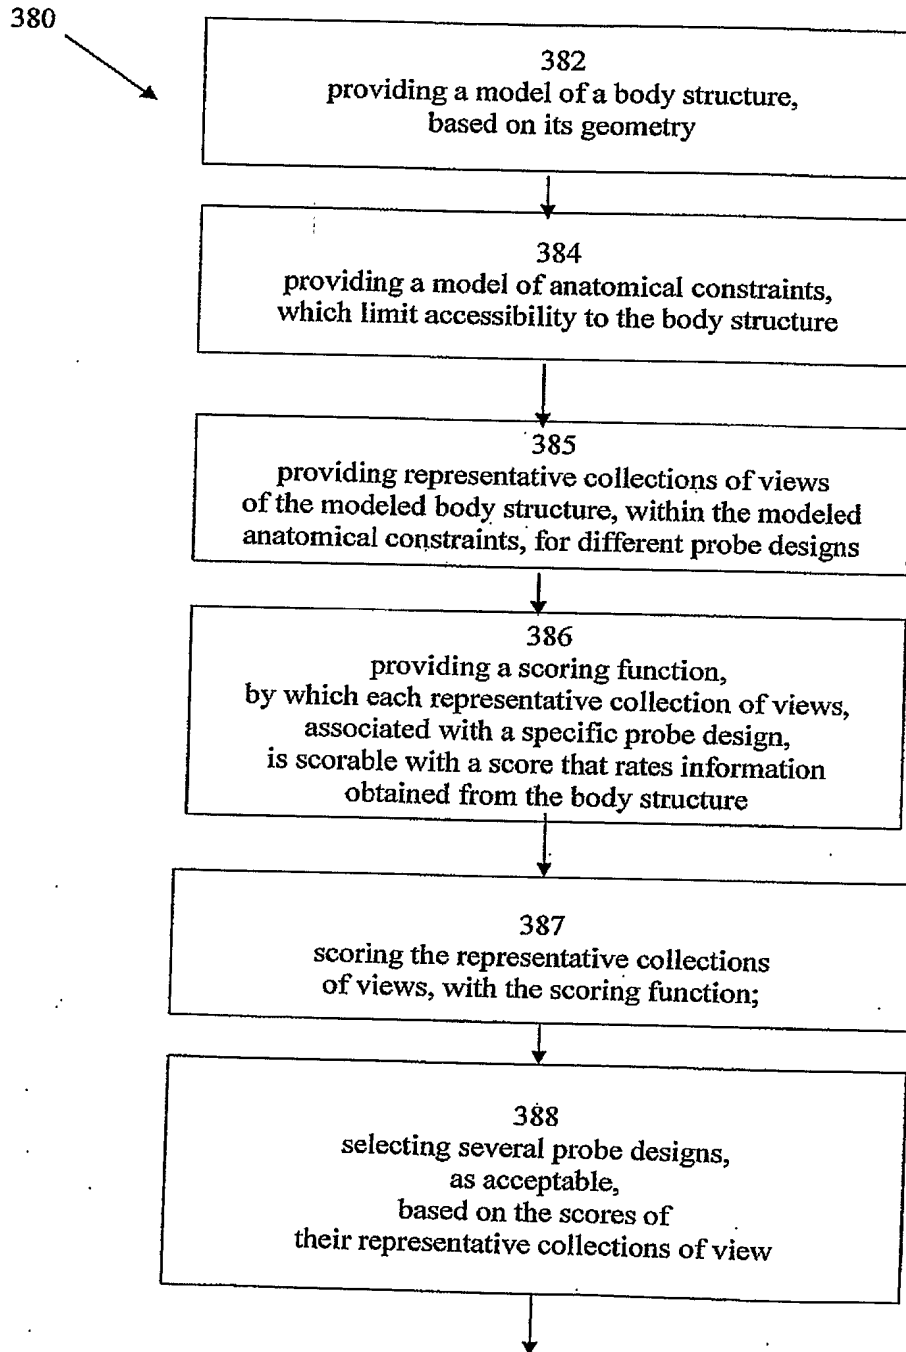 380
382
providing a model of a body structure,
based on its geometry
384
providing a model of anatomical constraints,
which limit accessibility to the body structure
385
providing representative collections of views
of the modeled body structure, within the modeled
anatomical constraints, for different probe designs
386
providing a scoring function,
by which each representative collection of views,
associated with a specific probe design,
is scorable with a score that rates information
obtained from the body structure
387
scoring the representative collections
of views, with the scoring function;
388
selecting several probe designs,
as acceptable,
based on the scores of
their representative collections of view